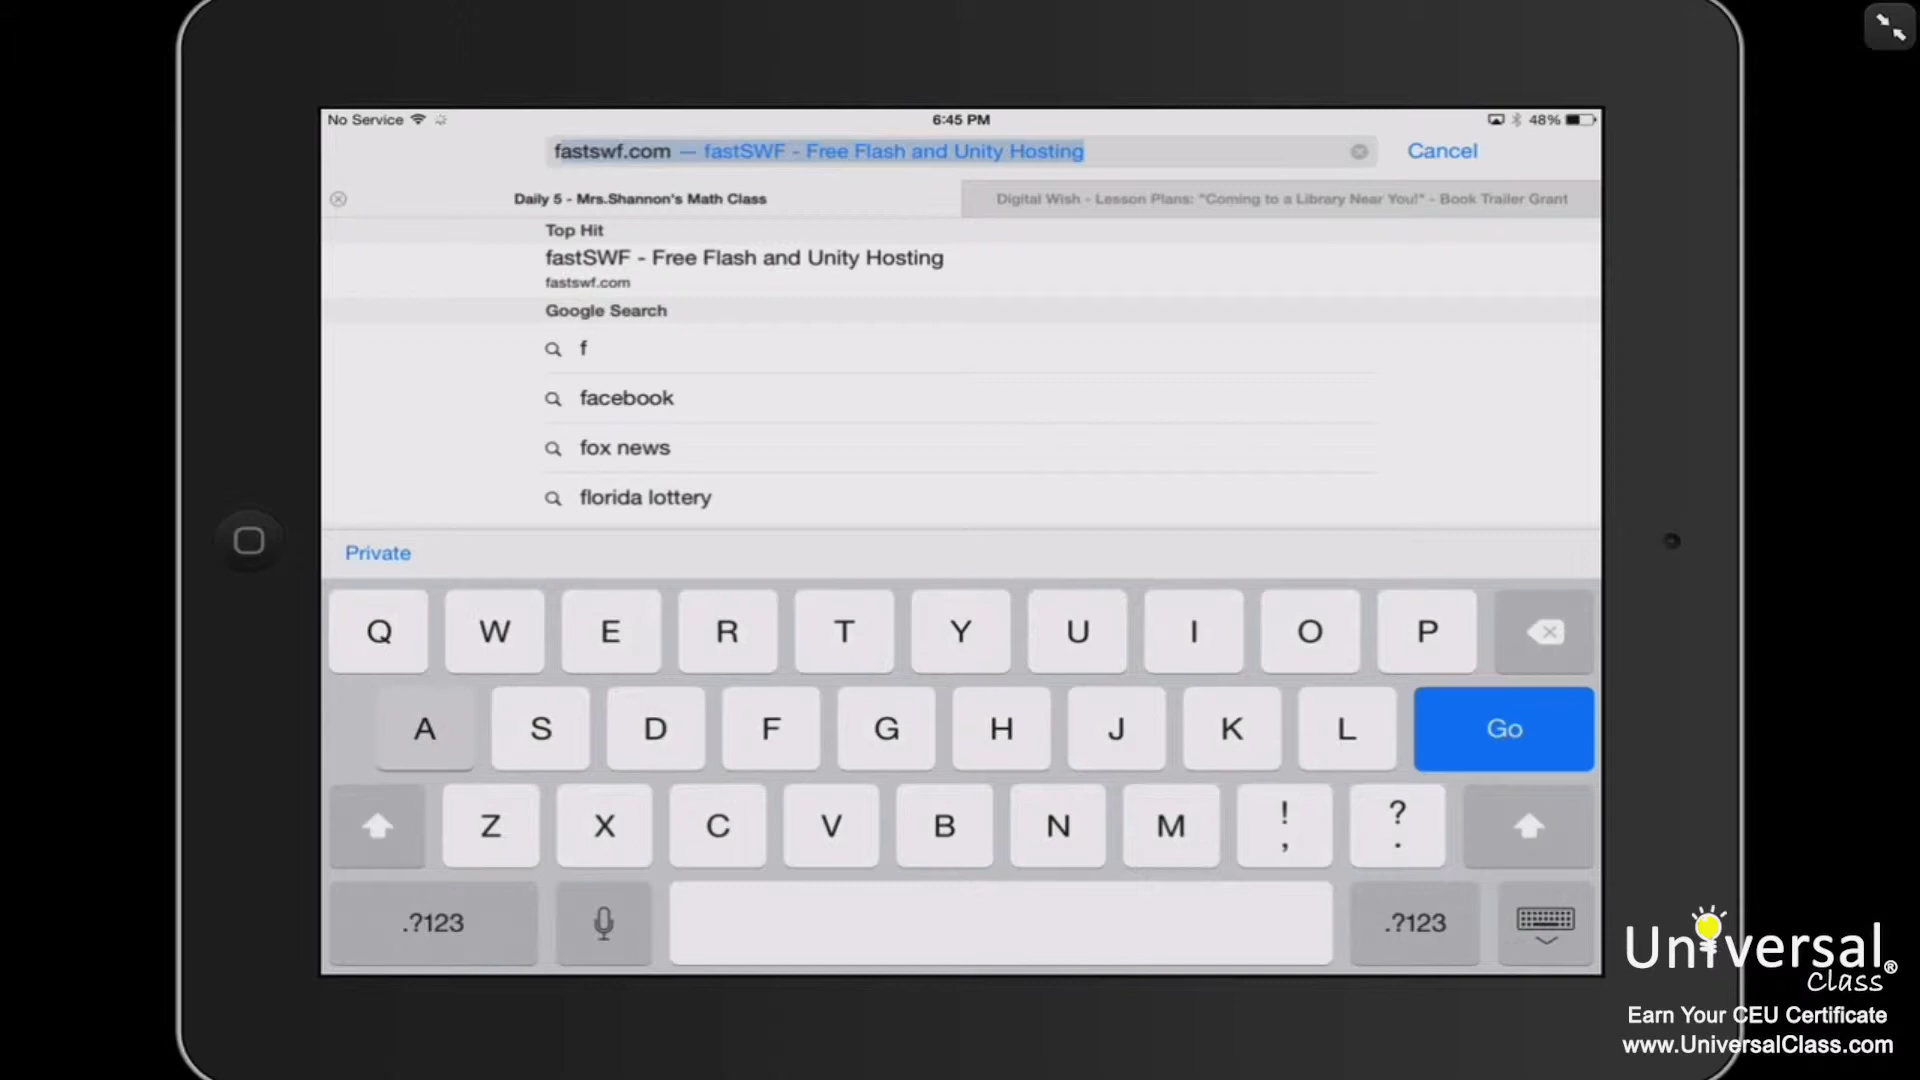 No Service 6:45 PM 48%
fastswf.com — fastSWF - Free Flash and Unity Hosting Cancel
Daily 5 - Mrs.Shannon's Math Class Digital Wish - Lesson Plans: "Coming to a Library Near You!" - Book Trailer Grant
Top Hit
fastSWF - Free Flash and Unity Hosting
fastswf.com
Google Search
f
facebook
fox news
florida lottery
Private
Q W E R T Y U I O P
A S D F G H J K L Go
Z X C V B N M ! , ? .
.?123 .?123
Universal®
Class
Earn Your CEU Certificate
www.UniversalClass.com